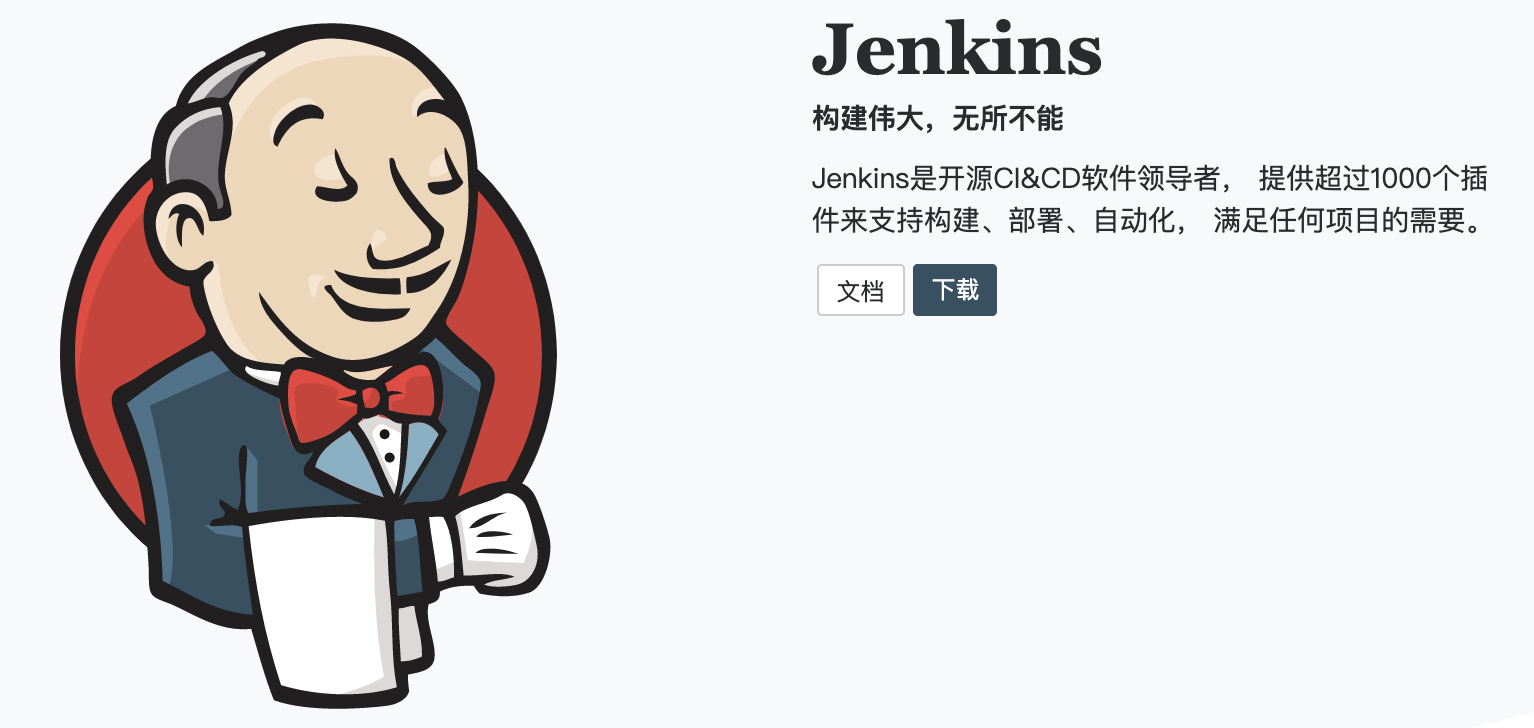 Jenkins
构建伟大，无所不能
Jenkins是开源CI&CD软件领导者， 提供超过1000个插
件来支持构建、部署、自动化， 满足任何项目的需要。
文档 下载